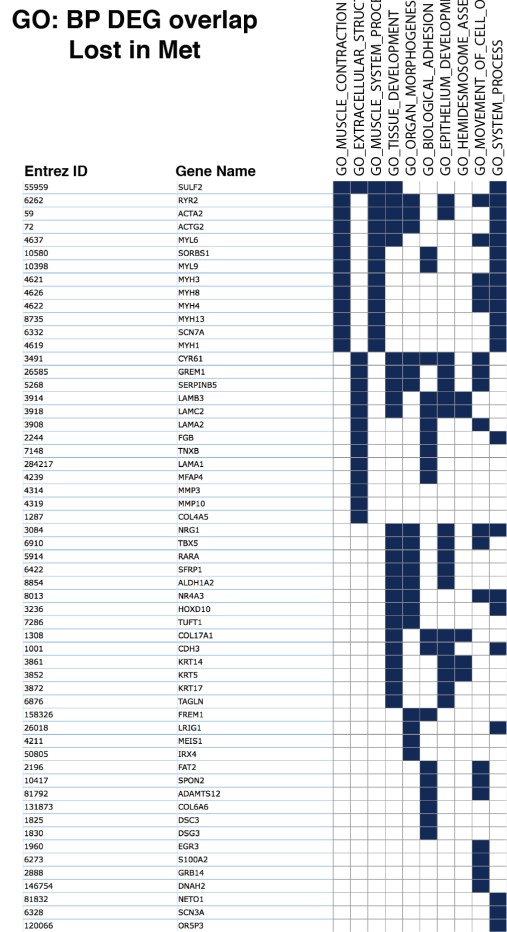 GO: BP DEG overlap
Lost in Met
GO_MUSCLE_CONTRACTION
GO_EXTRACELLULAR_STRUCT
GO_MUSCLE_SYSTEM_PROCE
GO_TISSUE_DEVELOPMENT
GO_ORGAN_MORPHOGENES
GO_BIOLOGICAL_ADHESION
GO_EPITHELIUM_DEVELOPME
GO_HEMIDESMOSOME_ASSE
GO_MOVEMENT_OF_CELL_O
GO_SYSTEM_PROCESS
Entrez ID Gene Name
55959 SULF2
6262 RYR2
59 ACTA2
72 ACTG2
4637 MYL6
10580 SORBS1
10398 MYL9
4621 MYH3
4626 MYH8
4622 MYH4
8735 MYH13
6332 SCN7A
4619 MYH1
3491 CYR61
26585 GREM1
5268 SERPINB5
3914 LAMB3
3918 LAMC2
3908 LAMA2
2244 FGB
7148 TNXB
284217 LAMA1
4239 MFAP4
4314 MMP3
4319 MMP10
1287 COL4A5
3084 NRG1
6910 TBX5
5914 RARA
6422 SFRP1
8854 ALDH1A2
8013 NR4A3
3236 HOXD10
7286 TUFT1
1308 COL17A1
1001 CDH3
3861 KRT14
3852 KRT5
3872 KRT17
6876 TAGLN
158326 FREM1
26018 LRIG1
4211 MEIS1
50805 IRX4
2196 FAT2
10417 SPON2
81792 ADAMTS12
131873 COL6A6
1825 DSC3
1830 DSG3
1960 EGR3
6273 S100A2
2888 GRB14
146754 DNAH2
81832 NETO1
6328 SCN3A
120066 OR5P3